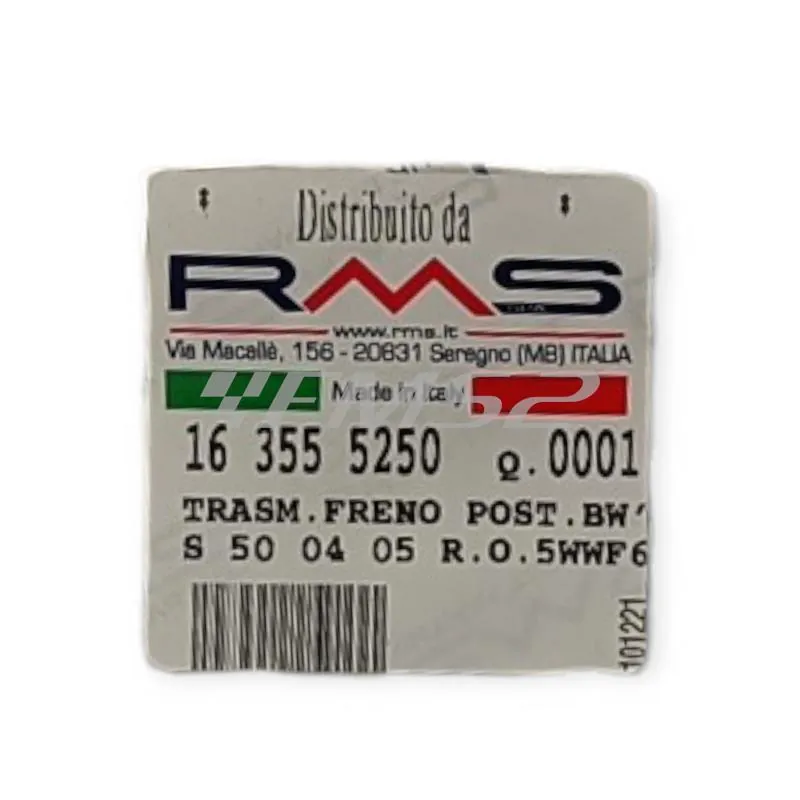 Distribuito da
RMS
www.rms.it
Via Macallè, 156 - 20831 Seregno (MB) ITALIA
Made in Italy
16 355 5250 Q.0001
TRASM.FRENO POST.BW'
S 50 04 05 R.O.5WWF6
101221